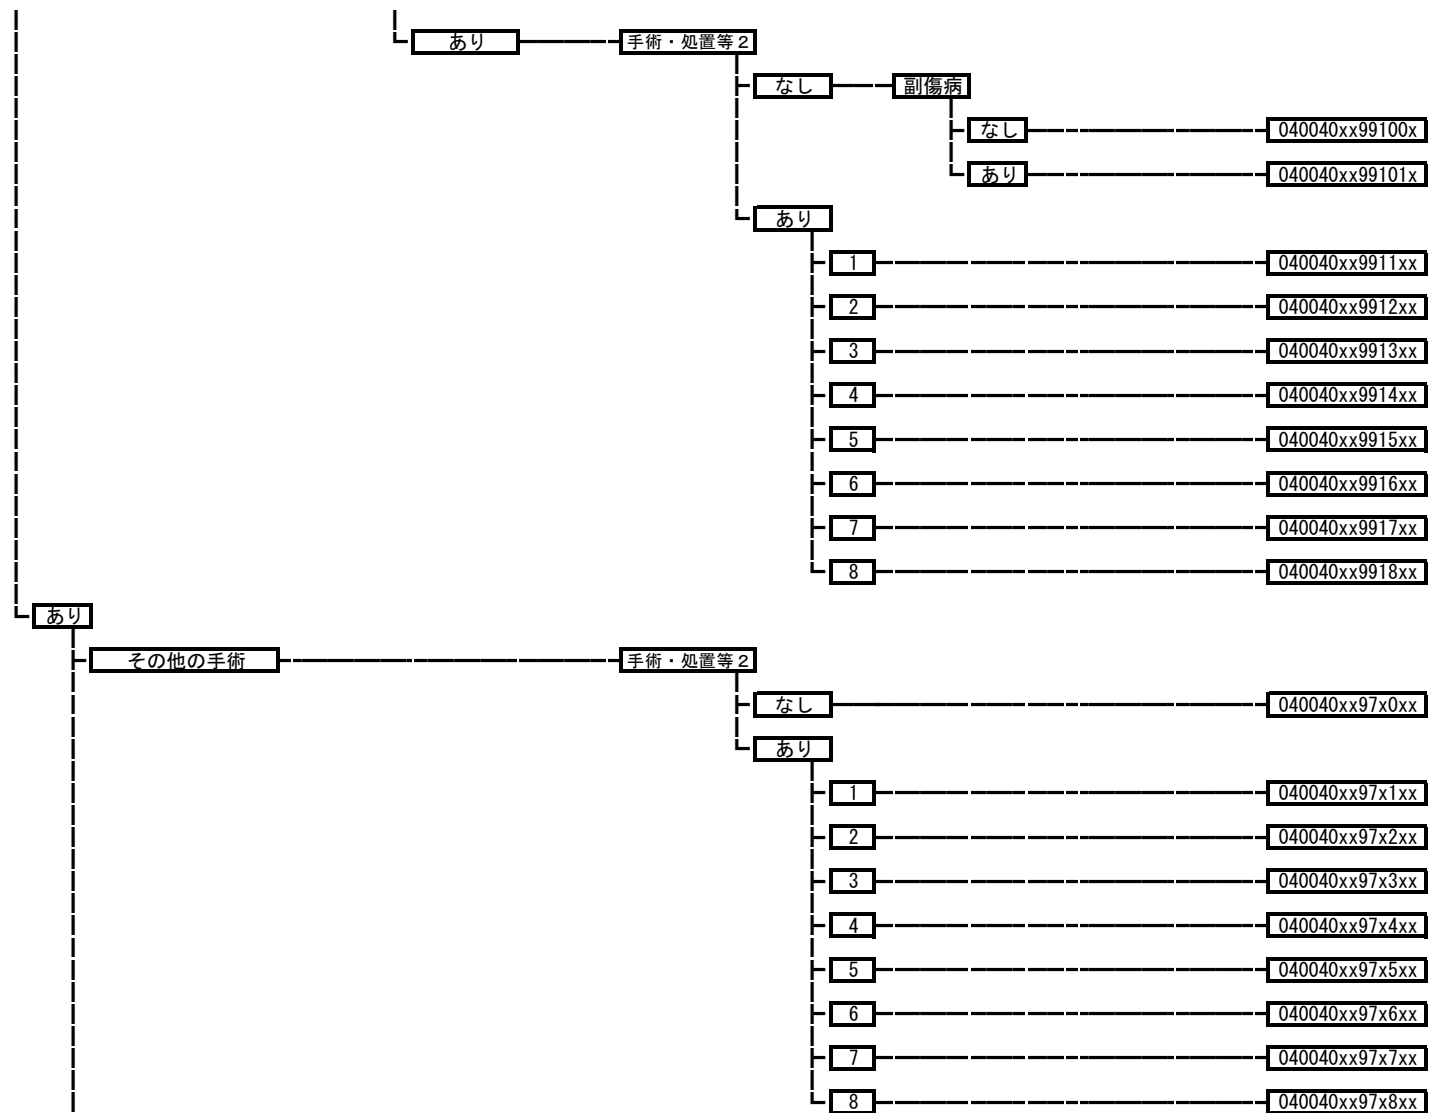 あり 手術・処置等２
なし 副傷病
なし 040040xx99100x
あり 040040xx99101x
あり
1 040040xx9911xx
2 040040xx9912xx
3 040040xx9913xx
4 040040xx9914xx
5 040040xx9915xx
6 040040xx9916xx
7 040040xx9917xx
8 040040xx9918xx
あり
その他の手術 手術・処置等２
なし 040040xx97x0xx
あり
1 040040xx97x1xx
2 040040xx97x2xx
3 040040xx97x3xx
4 040040xx97x4xx
5 040040xx97x5xx
6 040040xx97x6xx
7 040040xx97x7xx
8 040040xx97x8xx